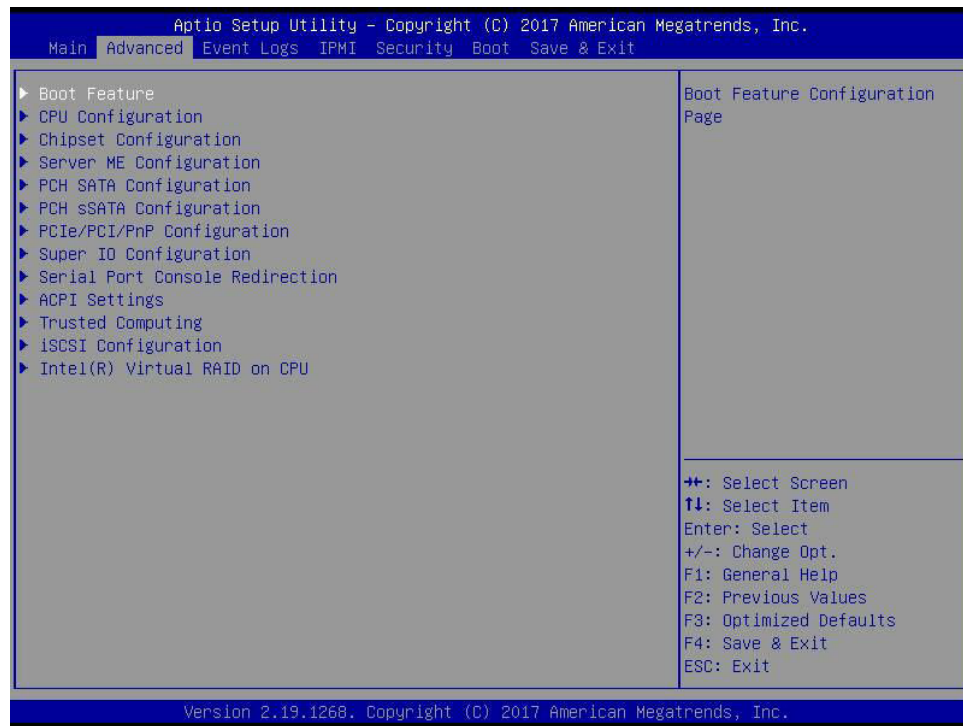 Aptio Setup Utility – Copyright (C) 2017 American Megatrends, Inc.
Main Advanced Event Logs IPMI Security Boot Save & Exit
▶ Boot Feature
▶ CPU Configuration
▶ Chipset Configuration
▶ Server ME Configuration
▶ PCH SATA Configuration
▶ PCH sSATA Configuration
▶ PCIe/PCI/PnP Configuration
▶ Super IO Configuration
▶ Serial Port Console Redirection
▶ ACPI Settings
▶ Trusted Computing
▶ iSCSI Configuration
▶ Intel(R) Virtual RAID on CPU
Boot Feature Configuration
Page
→←: Select Screen
↑↓: Select Item
Enter: Select
+/-: Change Opt.
F1: General Help
F2: Previous Values
F3: Optimized Defaults
F4: Save & Exit
ESC: Exit
Version 2.19.1268. Copyright (C) 2017 American Megatrends, Inc.